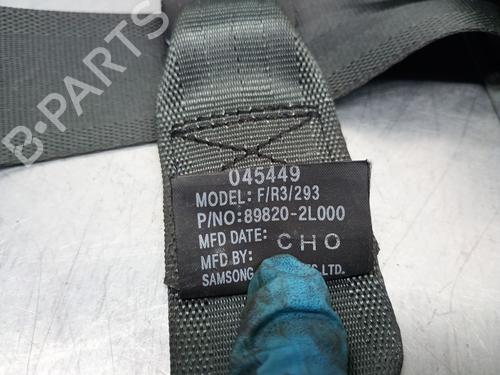 B-PARTS
045449
MODEL: F/R3/293
P/NO:89820-2L000
MFD DATE: CHO
MFD BY:
SAMSONG LTD.